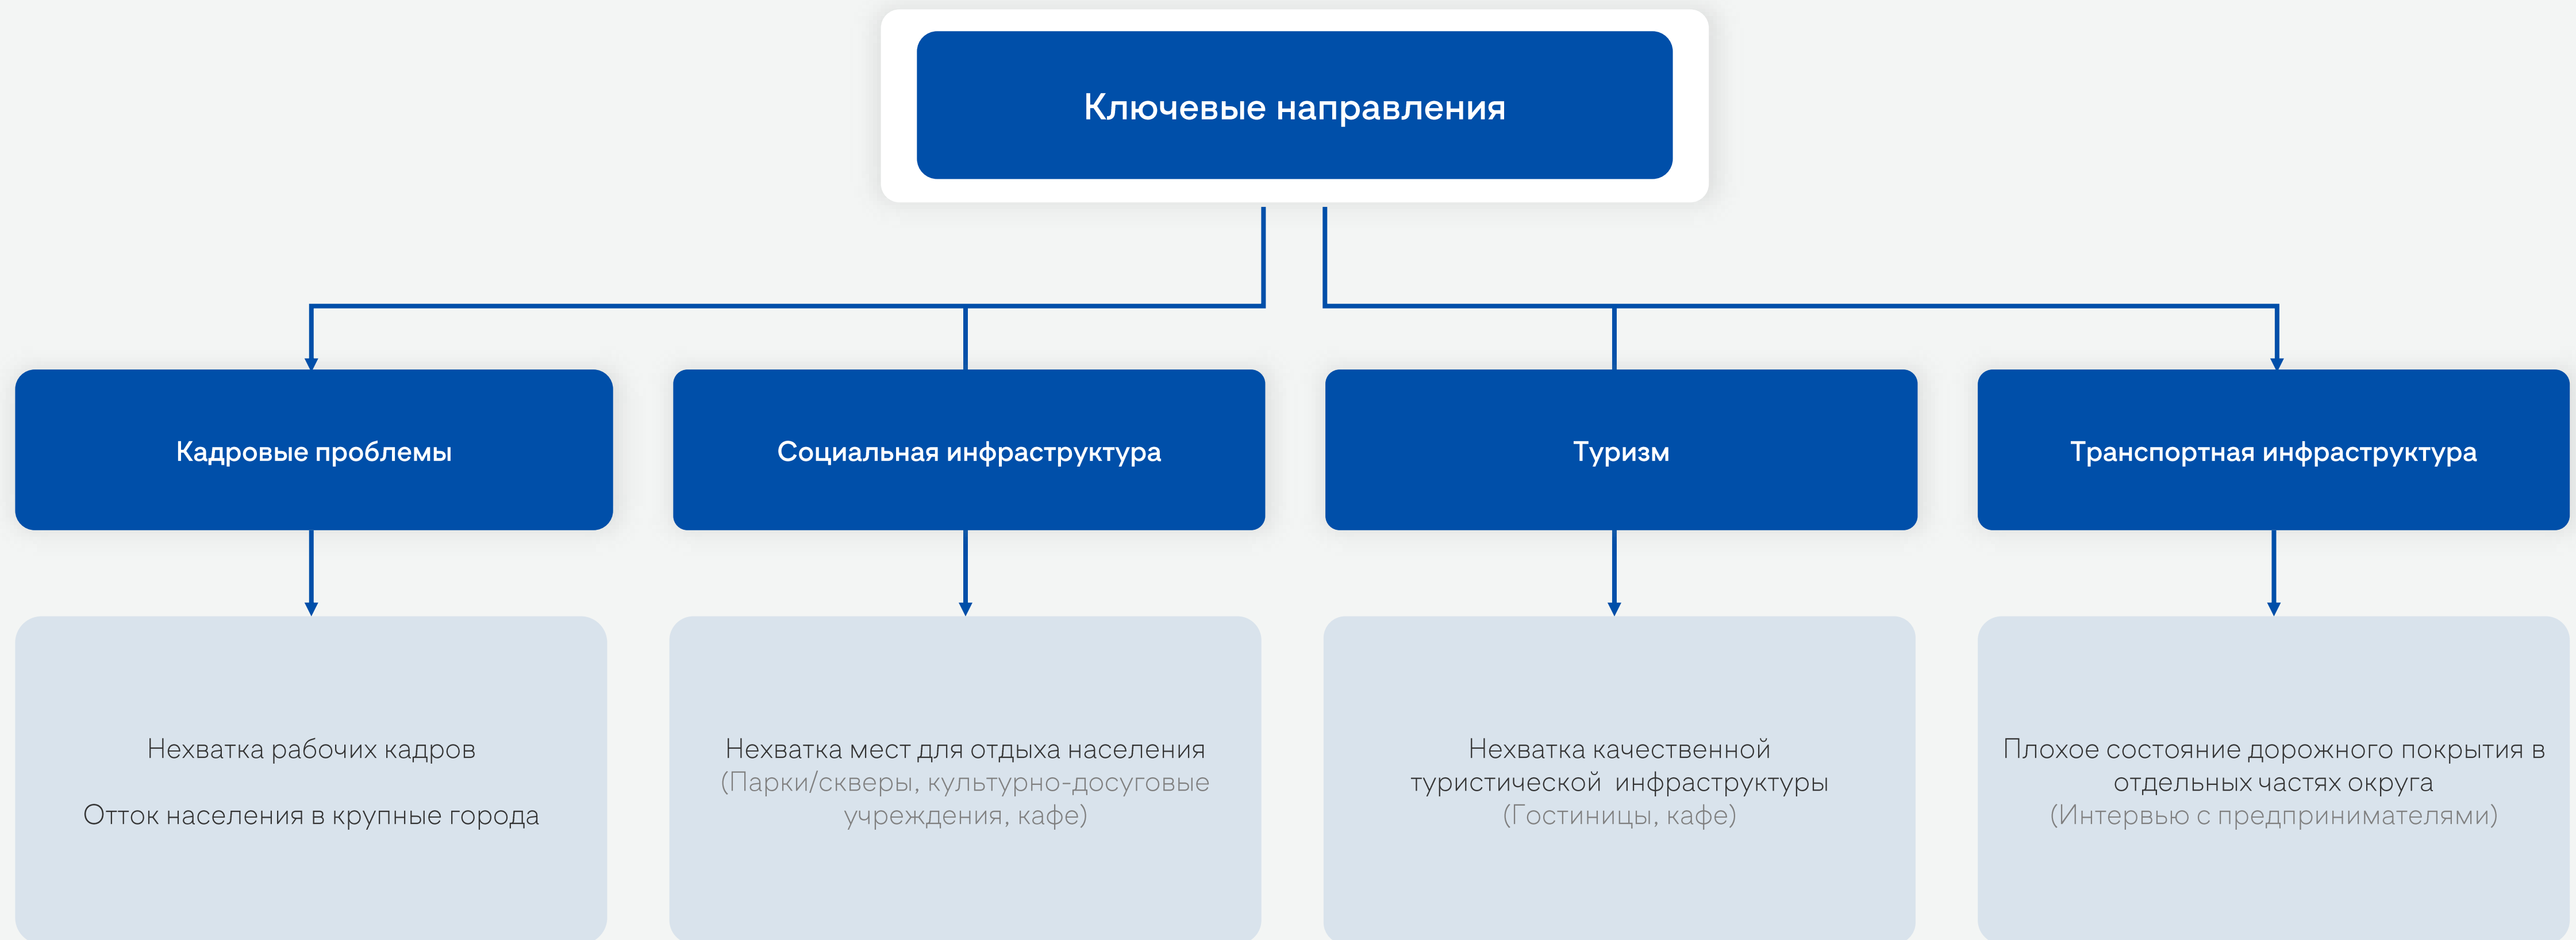 Ключевые направления
Кадровые проблемы
Социальная инфраструктура
Туризм
Транспортная инфраструктура
Нехватка рабочих кадров
Отток населения в крупные города
Нехватка мест для отдыха населения
(Парки/скверы, культурно-досуговые
учреждения, кафе)
Нехватка качественной
туристической инфраструктуры
(Гостиницы, кафе)
Плохое состояние дорожного покрытия в
отдельных частях округа
(Интервью с предпринимателями)